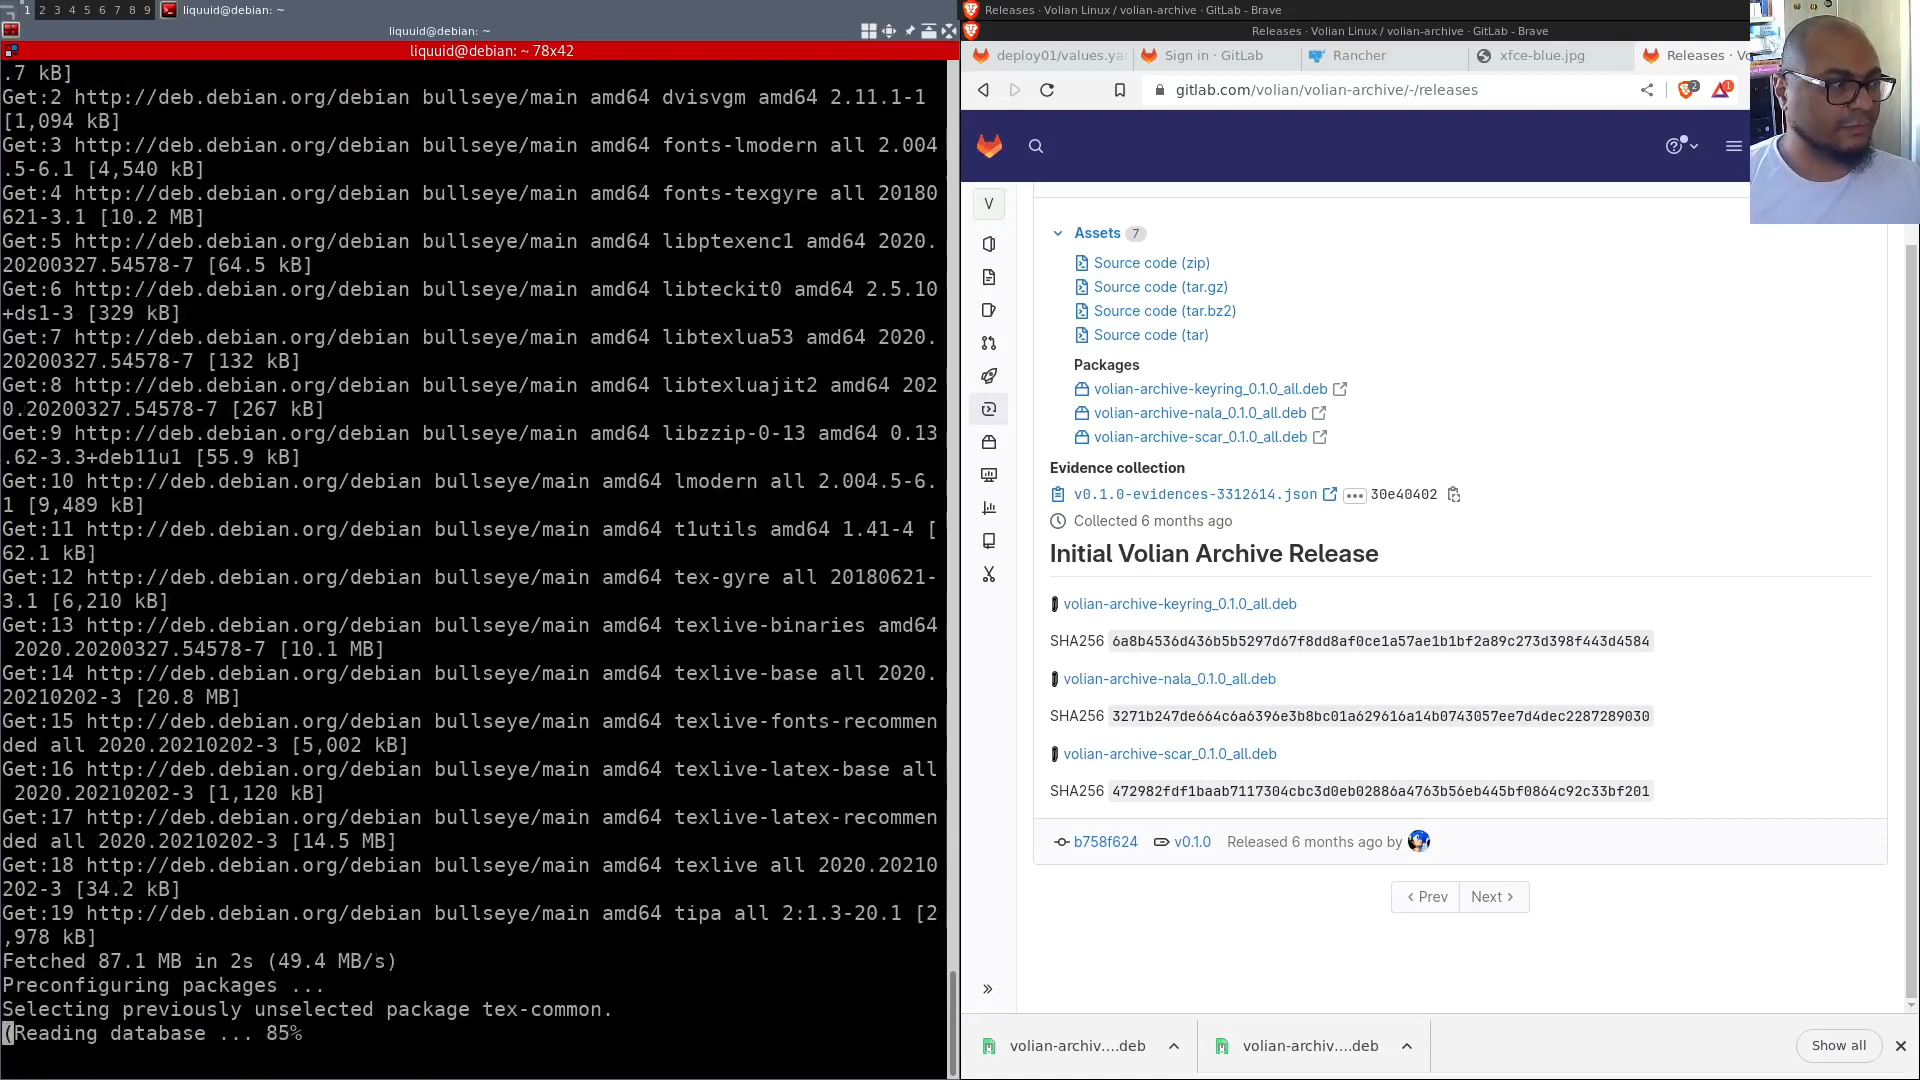 1 2 3 4 5 6 7 8 9 liquuid@debian: ~
liquuid@debian: ~
liquuid@debian: ~ 78x42
.7 kB]
Get:2 http://deb.debian.org/debian bullseye/main amd64 dvisvgm amd64 2.11.1-1
[1,094 kB]
Get:3 http://deb.debian.org/debian bullseye/main amd64 fonts-lmodern all 2.004
.5-6.1 [4,540 kB]
Get:4 http://deb.debian.org/debian bullseye/main amd64 fonts-texgyre all 20180
621-3.1 [10.2 MB]
Get:5 http://deb.debian.org/debian bullseye/main amd64 libptexenc1 amd64 2020.
20200327.54578-7 [64.5 kB]
Get:6 http://deb.debian.org/debian bullseye/main amd64 libteckit0 amd64 2.5.10
+ds1-3 [329 kB]
Get:7 http://deb.debian.org/debian bullseye/main amd64 libtexlua53 amd64 2020.
20200327.54578-7 [132 kB]
Get:8 http://deb.debian.org/debian bullseye/main amd64 libtexluajit2 amd64 202
0.20200327.54578-7 [267 kB]
Get:9 http://deb.debian.org/debian bullseye/main amd64 libzzip-0-13 amd64 0.13
.62-3.3+deb11u1 [55.9 kB]
Get:10 http://deb.debian.org/debian bullseye/main amd64 lmodern all 2.004.5-6.
1 [9,489 kB]
Get:11 http://deb.debian.org/debian bullseye/main amd64 t1utils amd64 1.41-4 [
62.1 kB]
Get:12 http://deb.debian.org/debian bullseye/main amd64 tex-gyre all 20180621-
3.1 [6,210 kB]
Get:13 http://deb.debian.org/debian bullseye/main amd64 texlive-binaries amd64
2020.20200327.54578-7 [10.1 MB]
Get:14 http://deb.debian.org/debian bullseye/main amd64 texlive-base all 2020.
20210202-3 [20.8 MB]
Get:15 http://deb.debian.org/debian bullseye/main amd64 texlive-fonts-recommen
ded all 2020.20210202-3 [5,002 kB]
Get:16 http://deb.debian.org/debian bullseye/main amd64 texlive-latex-base all
2020.20210202-3 [1,120 kB]
Get:17 http://deb.debian.org/debian bullseye/main amd64 texlive-latex-recommen
ded all 2020.20210202-3 [14.5 MB]
Get:18 http://deb.debian.org/debian bullseye/main amd64 texlive all 2020.20210
202-3 [34.2 kB]
Get:19 http://deb.debian.org/debian bullseye/main amd64 tipa all 2:1.3-20.1 [2
,978 kB]
Fetched 87.1 MB in 2s (49.4 MB/s)
Preconfiguring packages ...
Selecting previously unselected package tex-common.
(Reading database ... 85%
Releases · Volian Linux / volian-archive · GitLab - Brave
Releases · Volian Linux / volian-archive · GitLab - Brave
deploy01/values.ya Sign in · GitLab Rancher xfce-blue.jpg Releases · Vo
gitlab.com/volian/volian-archive/-/releases 2 1
V
Assets 7
Source code (zip)
Source code (tar.gz)
Source code (tar.bz2)
Source code (tar)
Packages
volian-archive-keyring_0.1.0_all.deb
volian-archive-nala_0.1.0_all.deb
volian-archive-scar_0.1.0_all.deb
Evidence collection
v0.1.0-evidences-3312614.json ... 30e40402
Collected 6 months ago
Initial Volian Archive Release
volian-archive-keyring_0.1.0_all.deb
SHA256 6a8b4536d436b5b5297d67f8dd8af0ce1a57ae1b1bf2a89c273d398f443d4584
volian-archive-nala_0.1.0_all.deb
SHA256 3271b247de664c6a6396e3b8bc01a629616a14b0743057ee7d4dec2287289030
volian-archive-scar_0.1.0_all.deb
SHA256 472982fdf1baab7117304cbc3d0eb02886a4763b56eb445bf0864c92c33bf201
b758f624 v0.1.0 Released 6 months ago by
‹ Prev Next ›
volian-archiv....deb volian-archiv....deb Show all